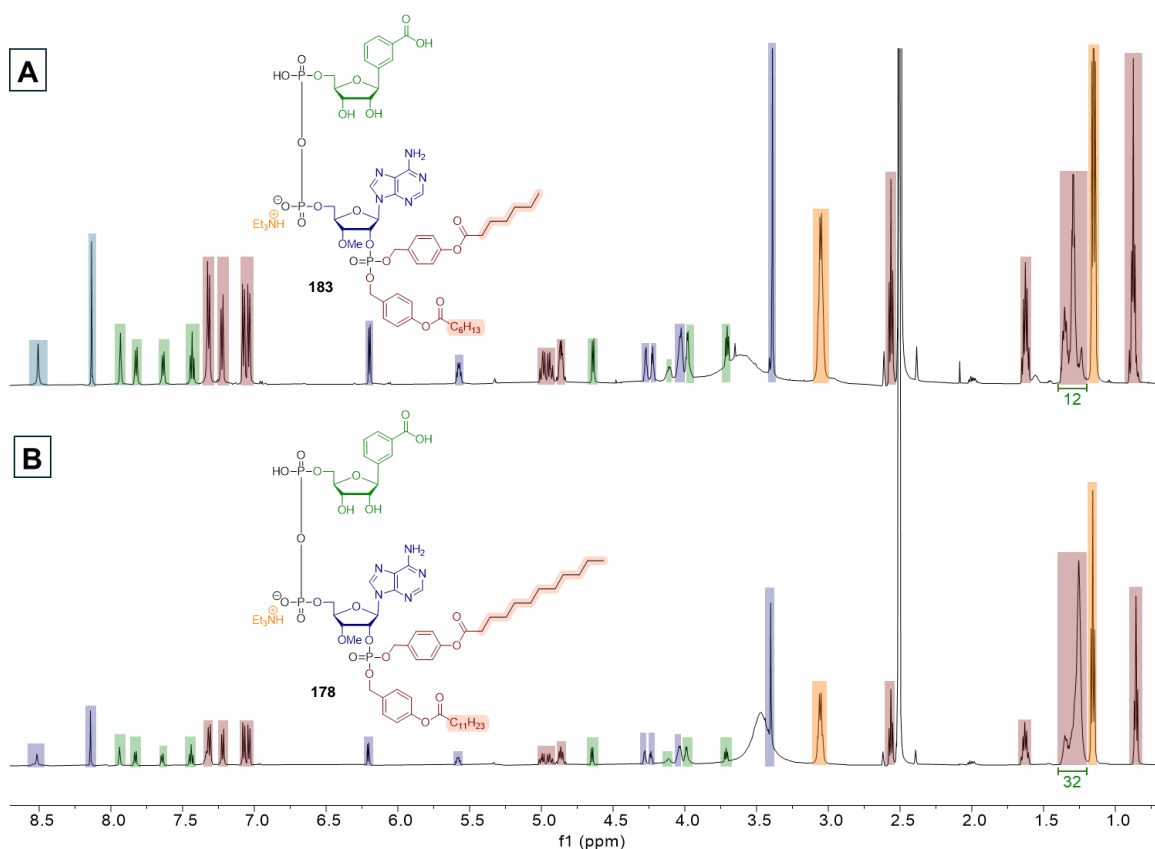 A
O
OH
O
HO P O
O
OH OH
O
NH2
N N
N N
⊖O P O
O
O
Et3NH⊕
OMe O
O
O=P O
O
O
183
O
O C6H13
12
B
O
OH
O
HO P O
O
OH OH
O
NH2
N N
N N
⊖O P O
O
O
Et3NH⊕
OMe O
O
O=P O
O
O
178
O
O C11H23
32
8.5 8.0 7.5 7.0 6.5 6.0 5.5 5.0 4.5 4.0 3.5 3.0 2.5 2.0 1.5 1.0
f1 (ppm)